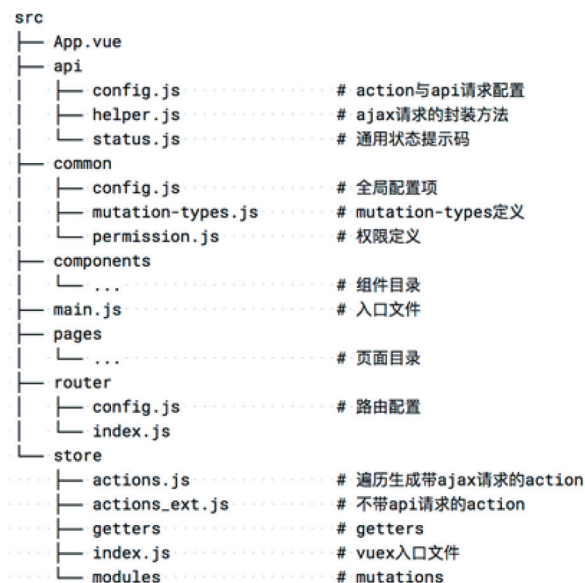 src
├── App.vue
├── api
│   ├── config.js # action与api请求配置
│   ├── helper.js # ajax请求的封装方法
│   └── status.js # 通用状态提示码
├── common
│   ├── config.js # 全局配置项
│   ├── mutation-types.js # mutation-types定义
│   └── permission.js # 权限定义
├── components
│   └── ... # 组件目录
├── main.js # 入口文件
├── pages
│   └── ... # 页面目录
├── router
│   ├── config.js # 路由配置
│   └── index.js
└── store
    ├── actions.js # 遍历生成带ajax请求的action
    ├── actions_ext.js # 不带api请求的action
    ├── getters # getters
    ├── index.js # vuex入口文件
    └── modules # mutations